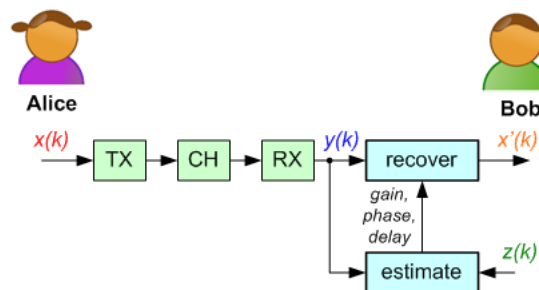 Alice
Bob
x(k)
TX
CH
RX
y(k)
recover
x'(k)
gain,
phase,
delay
z(k)
estimate